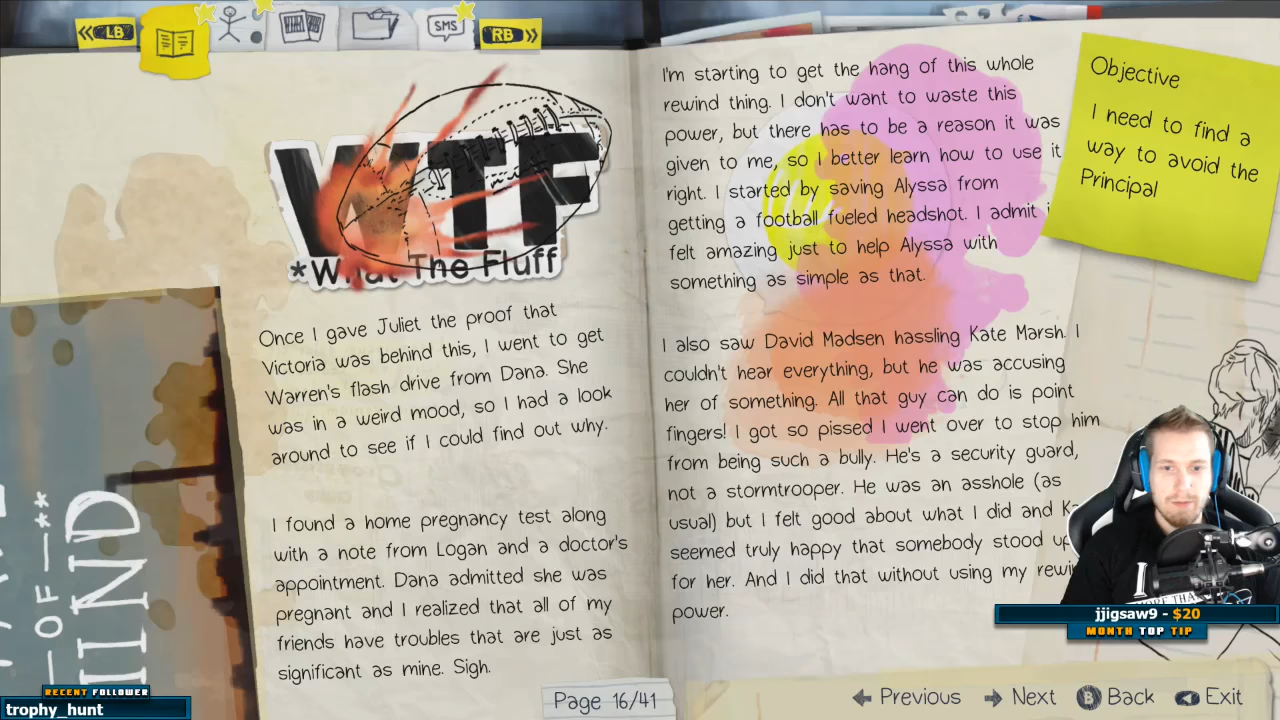 LB
SMS
RB
WTF
*What The Fluff
Once I gave Juliet the proof that
Victoria was behind this, I went to get
Warren's flash drive from Dana. She
was in a weird mood, so I had a look
around to see if I could find out why.
I found a home pregnancy test along
with a note from Logan and a doctor's
appointment. Dana admitted she was
pregnant and I realized that all of my
friends have troubles that are just as
significant as mine. Sigh.
-OF-
I'm starting to get the hang of this whole
rewind thing. I don't want to waste this
power, but there has to be a reason it was
given to me, so I better learn how to use it
right. I started by saving Alyssa from
getting a football fueled headshot. I admit
felt amazing just to help Alyssa with
something as simple as that.
I also saw David Madsen hassling Kate Marsh. I
couldn't hear everything, but he was accusing
her of something. All that guy can do is point
fingers! I got so pissed I went over to stop him
from being such a bully. He's a security guard,
not a stormtrooper. He was an asshole (as
usual) but I felt good about what I did and K
seemed truly happy that somebody stood up
for her. And I did that without using my rewin
power.
Objective
I need to find a
way to avoid the
Principal
jjigsaw9 - $20
MONTH TOP TIP
RECENT FOLLOWER
trophy_hunt
Page 16/41
Previous
Next
B Back
Exit